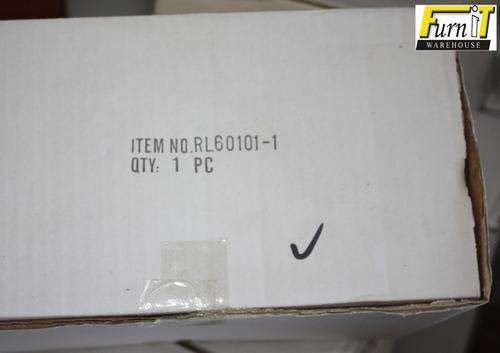 Furn iT
WAREHOUSE
ITEM NO.RL60101-1
QTY: 1 PC